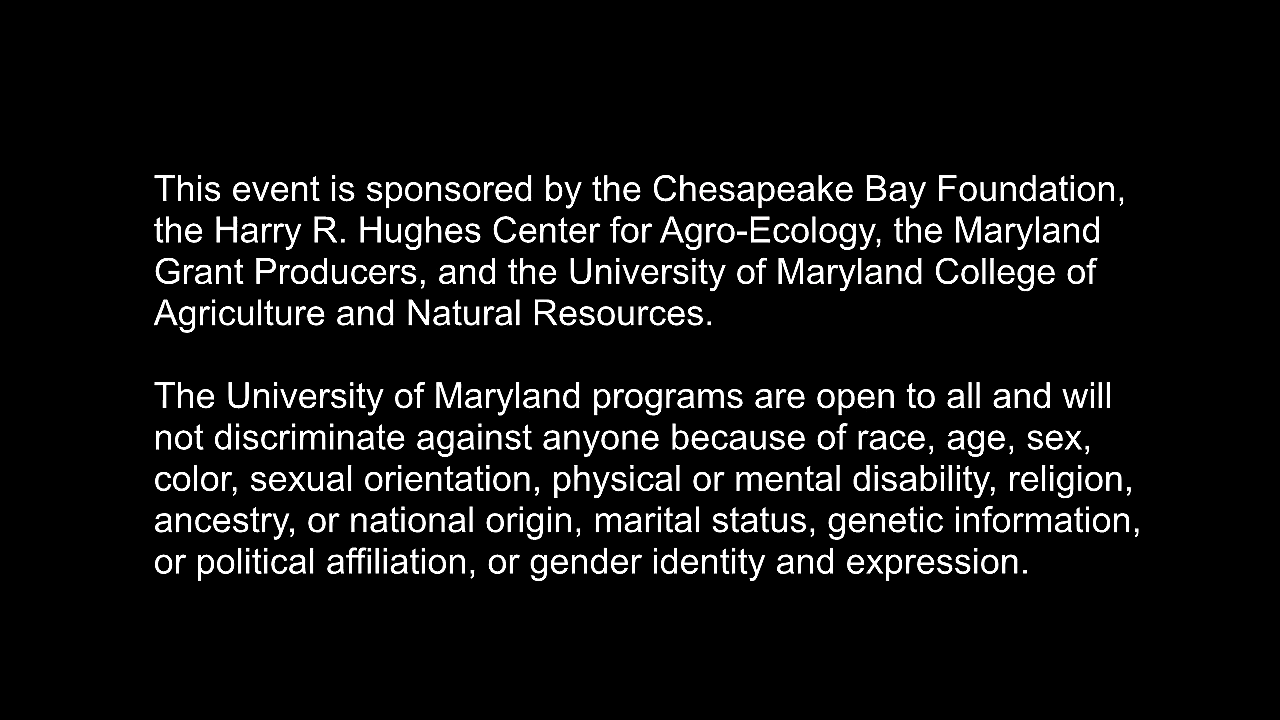 This event is sponsored by the Chesapeake Bay Foundation,
the Harry R. Hughes Center for Agro-Ecology, the Maryland
Grant Producers, and the University of Maryland College of
Agriculture and Natural Resources.
The University of Maryland programs are open to all and will
not discriminate against anyone because of race, age, sex,
color, sexual orientation, physical or mental disability, religion,
ancestry, or national origin, marital status, genetic information,
or political affiliation, or gender identity and expression.